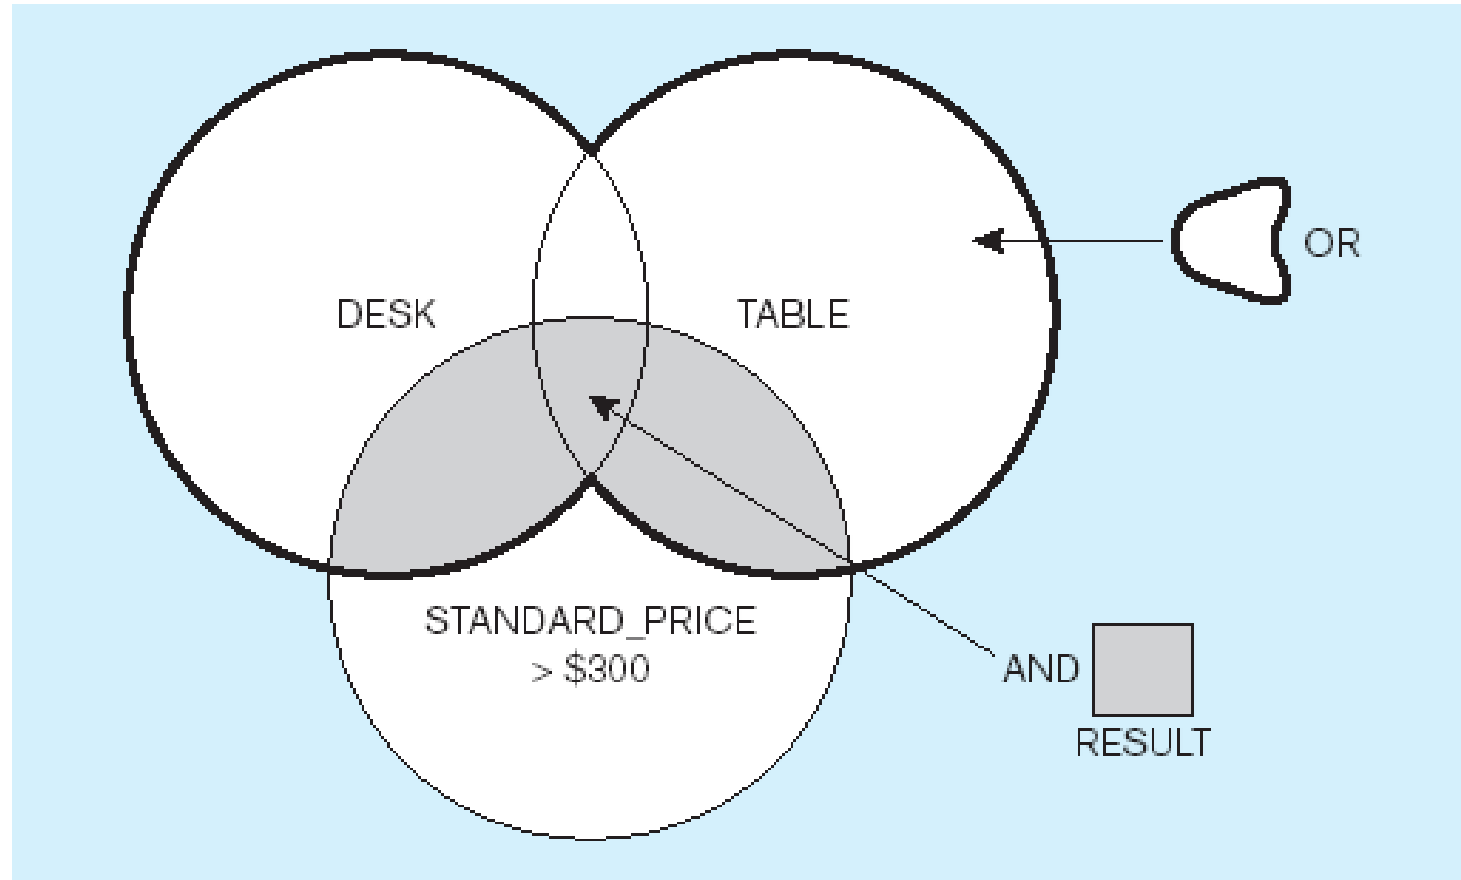 DESK
TABLE
OR
STANDARD_PRICE
> $300
AND
RESULT